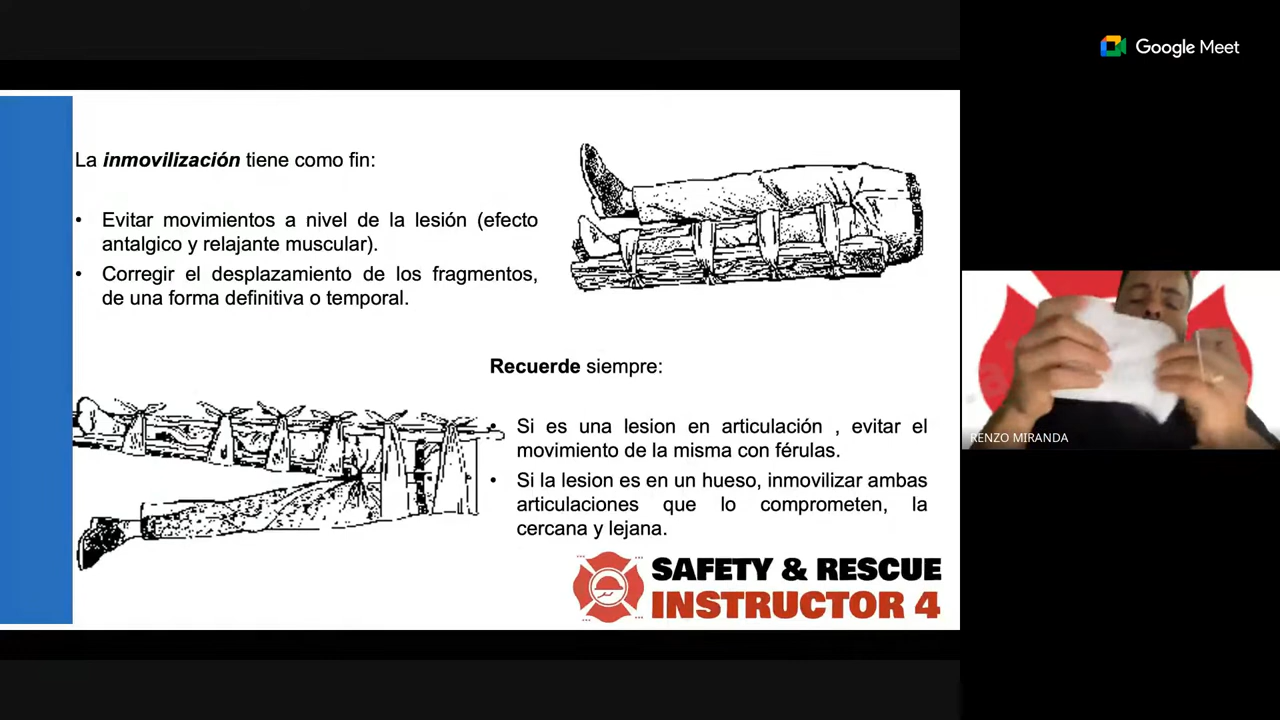 Google Meet
La inmovilización tiene como fin:
• Evitar movimientos a nivel de la lesión (efecto
antalgico y relajante muscular).
• Corregir el desplazamiento de los fragmentos,
de una forma definitiva o temporal.
Recuerde siempre:
• Si es una lesion en articulación , evitar el
movimiento de la misma con férulas.
• Si la lesion es en un hueso, inmovilizar ambas
articulaciones que lo comprometen, la
cercana y lejana.
SAFETY & RESCUE
INSTRUCTOR 4
RENZO MIRANDA